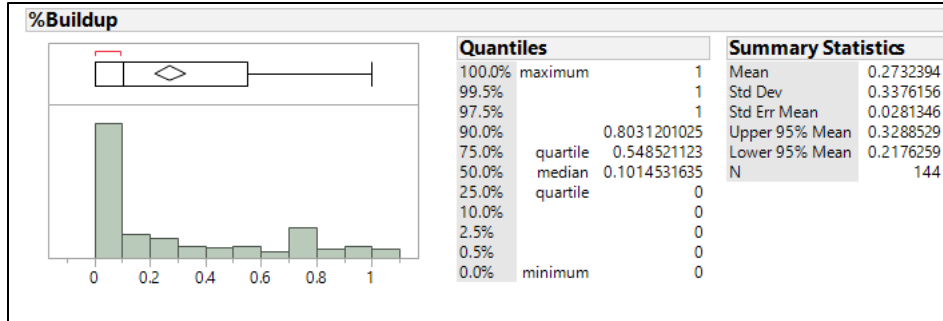 %Buildup
0 0.2 0.4 0.6 0.8 1
Quantiles
100.0% maximum 1
99.5% 1
97.5% 1
90.0% 0.8031201025
75.0% quartile 0.548521123
50.0% median 0.1014531635
25.0% quartile 0
10.0% 0
2.5% 0
0.5% 0
0.0% minimum 0
Summary Statistics
Mean 0.2732394
Std Dev 0.3376156
Std Err Mean 0.0281346
Upper 95% Mean 0.3288529
Lower 95% Mean 0.2176259
N 144